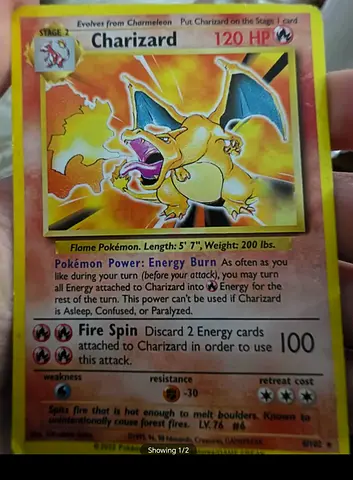 Evolves from Charmeleon Put Charizard on the Stage 1 card
STAGE 2
Charizard 120 HP
Flame Pokémon. Length: 5' 7", Weight: 200 lbs.
Pokémon Power: Energy Burn As often as you
like during your turn (before your attack), you may turn
all Energy attached to Charizard into Energy for the
rest of the turn. This power can't be used if Charizard
is Asleep, Confused, or Paralyzed.
Fire Spin Discard 2 Energy cards
attached to Charizard in order to use
this attack.
100
weakness resistance retreat cost
-30
Spits fire that is hot enough to melt boulders. Known to
unintentionally cause forest fires. LV. 76 #6
Showing 1/2